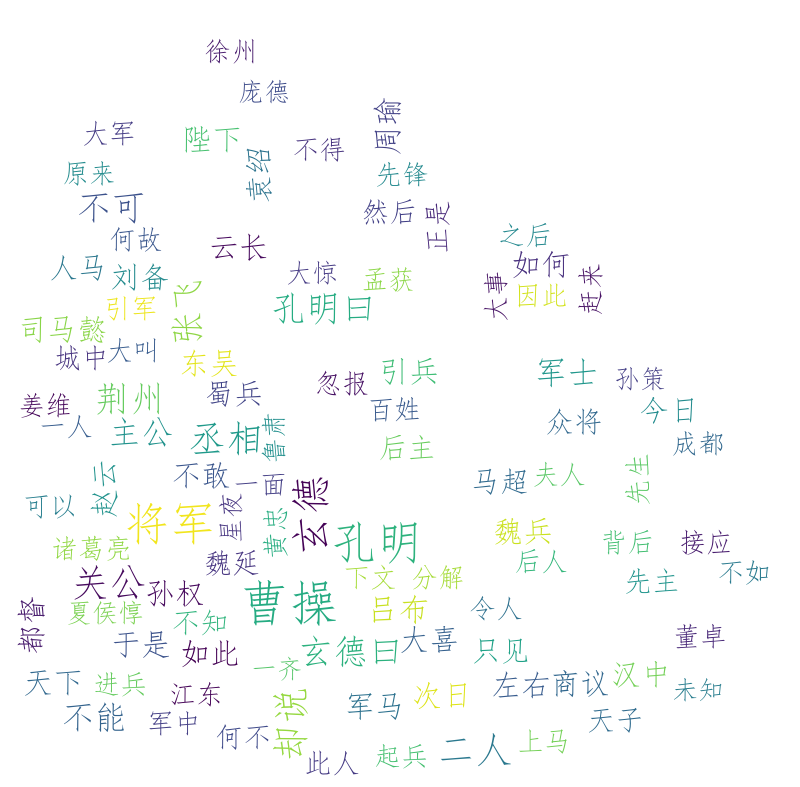 徐州
庞德
周瑜
大军
陛下
不得
袁绍
原来
先锋
不可
然后
正是
何故
云长
之后
如何
人马
刘备
大惊
孟获
大事
因此
赶来
引军
张飞
孔明曰
司马懿
城中
大叫
东吴
忽报
引兵
军士
孙策
姜维
荆州
蜀兵
百姓
众将
今日
一人
主公
丞相
鲁肃
后主
成都
可以
赵云
不敢
一面
玄德
马超
夫人
先生
将军
星夜
黄忠
孔明
魏兵
诸葛亮
魏延
背后
接应
关公
孙权
曹操
下文
分解
后人
先主
不如
都督
夏侯惇
不知
吕布
令人
于是
如此
玄德曰
大喜
只见
董卓
天下
进兵
江东
一齐
却说
军马
次日
左右
商议
汉中
未知
不能
军中
何不
天子
此人
起兵
二人
上马